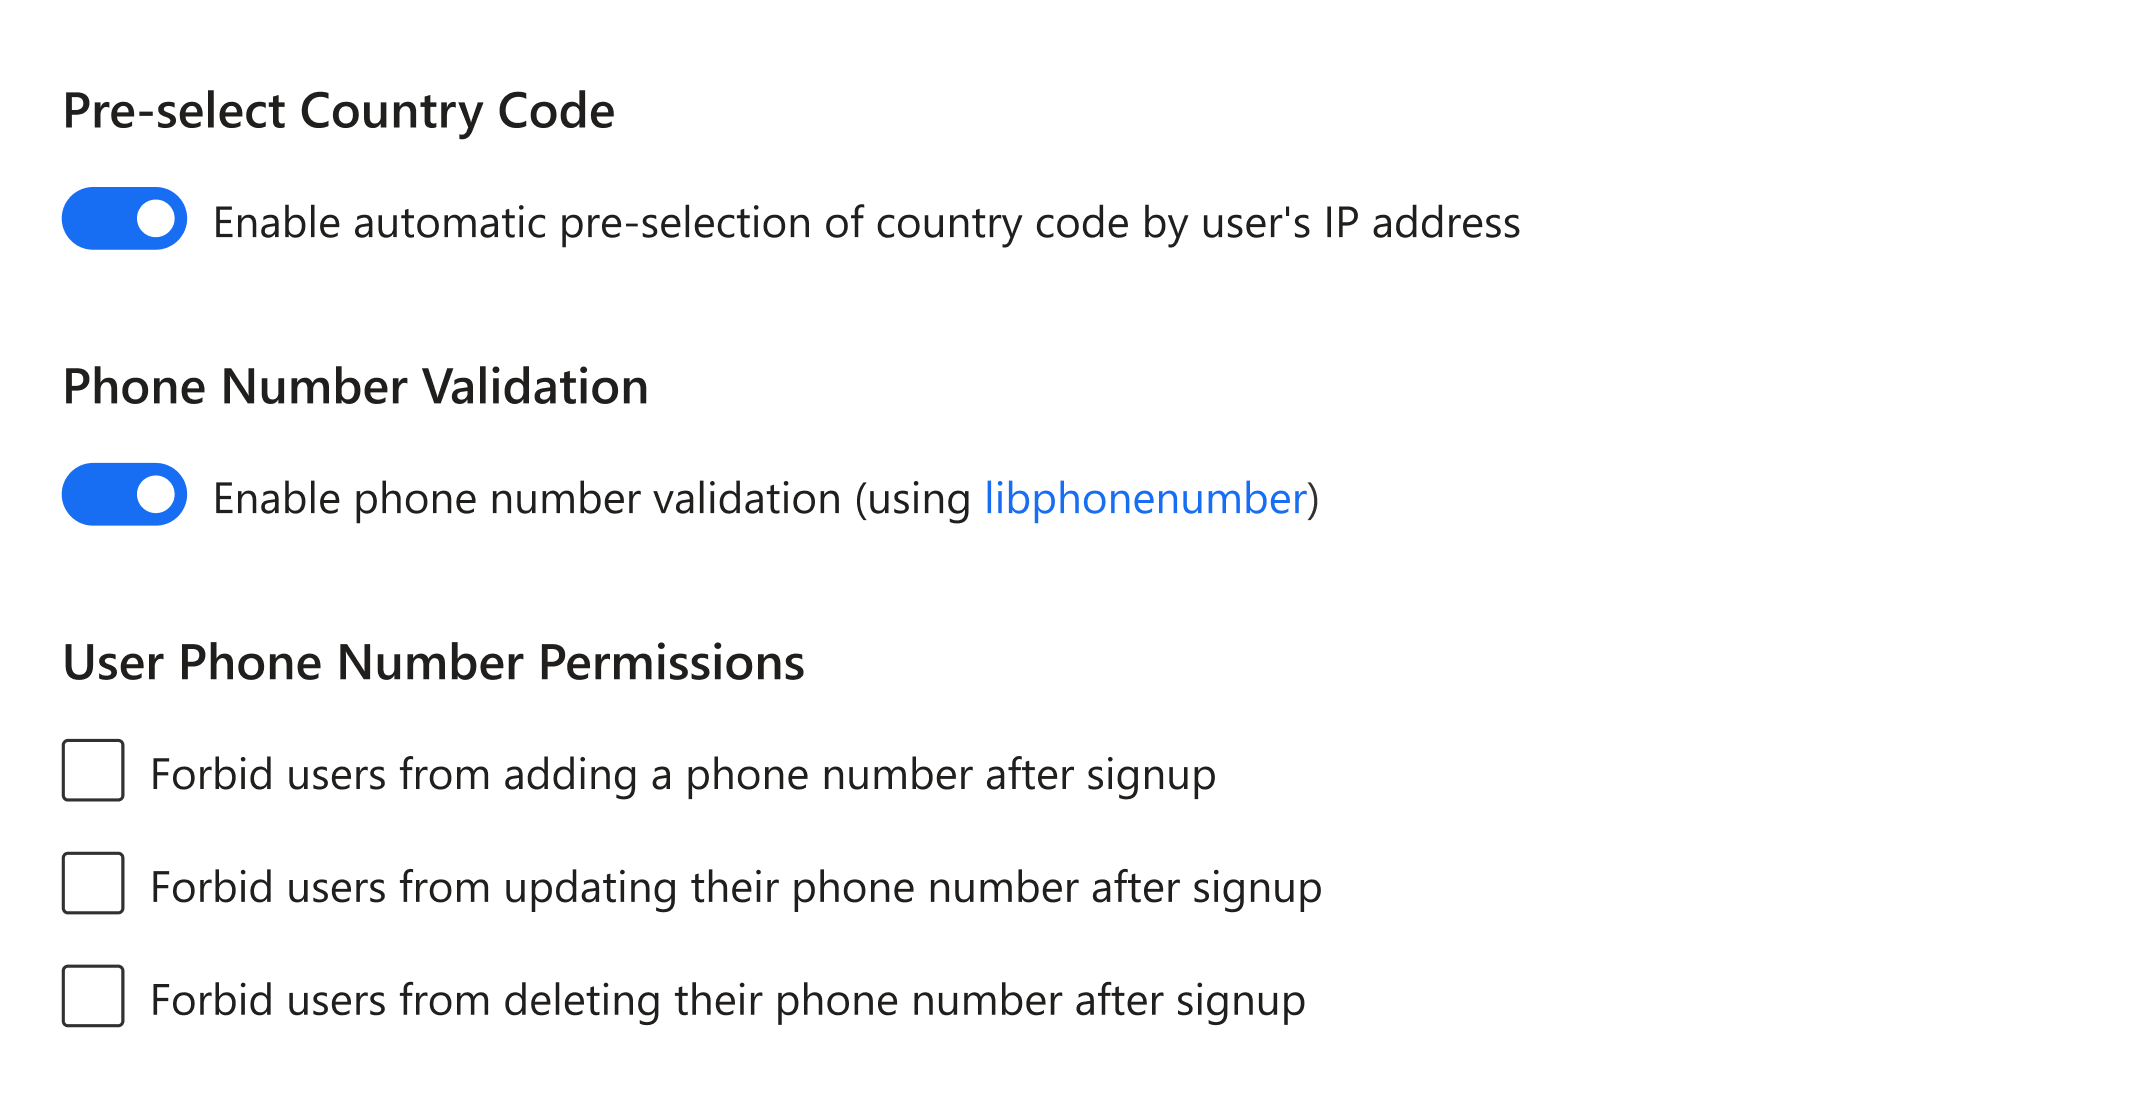 Pre-select Country Code
Enable automatic pre-selection of country code by user's IP address
Phone Number Validation
Enable phone number validation (using libphonenumber)
User Phone Number Permissions
Forbid users from adding a phone number after signup
Forbid users from updating their phone number after signup
Forbid users from deleting their phone number after signup